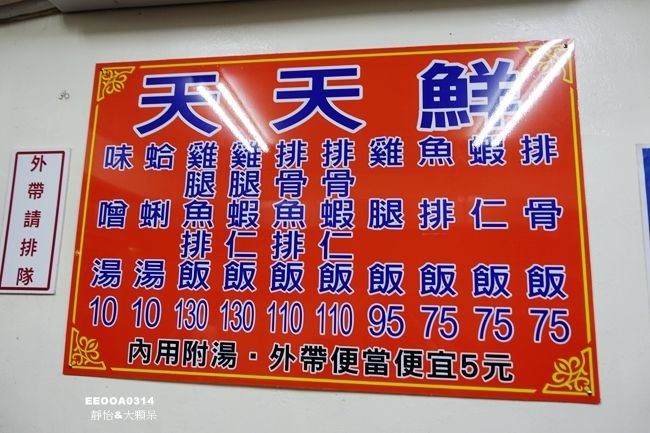 天天鮮
排骨飯 75
蝦仁飯 75
魚排飯 75
雞腿飯 95
排骨蝦仁飯 110
排骨魚排飯 110
雞腿蝦仁飯 130
雞腿魚排飯 130
蛤蜊湯 10
味噌湯 10
內用附湯·外帶便當便宜5元
外帶請排隊
EEOOA0314
靜怡&大顆呆